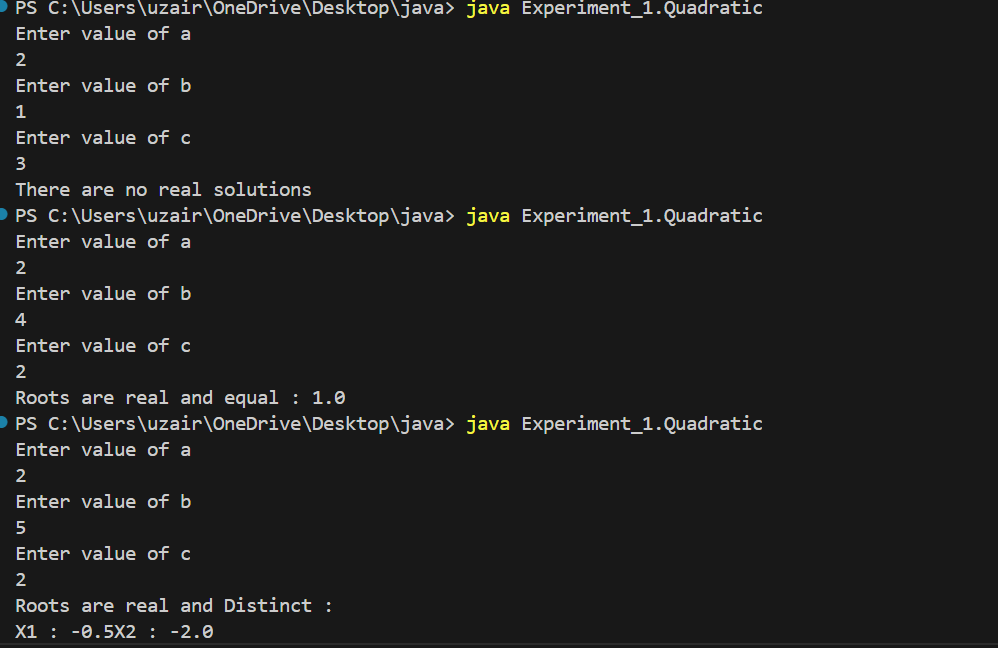 PS C:\Users\uzair\OneDrive\Desktop\java> java Experiment_1.Quadratic
Enter value of a
2
Enter value of b
1
Enter value of c
3
There are no real solutions
PS C:\Users\uzair\OneDrive\Desktop\java> java Experiment_1.Quadratic
Enter value of a
2
Enter value of b
4
Enter value of c
2
Roots are real and equal : 1.0
PS C:\Users\uzair\OneDrive\Desktop\java> java Experiment_1.Quadratic
Enter value of a
2
Enter value of b
5
Enter value of c
2
Roots are real and Distinct :
X1 : -0.5X2 : -2.0